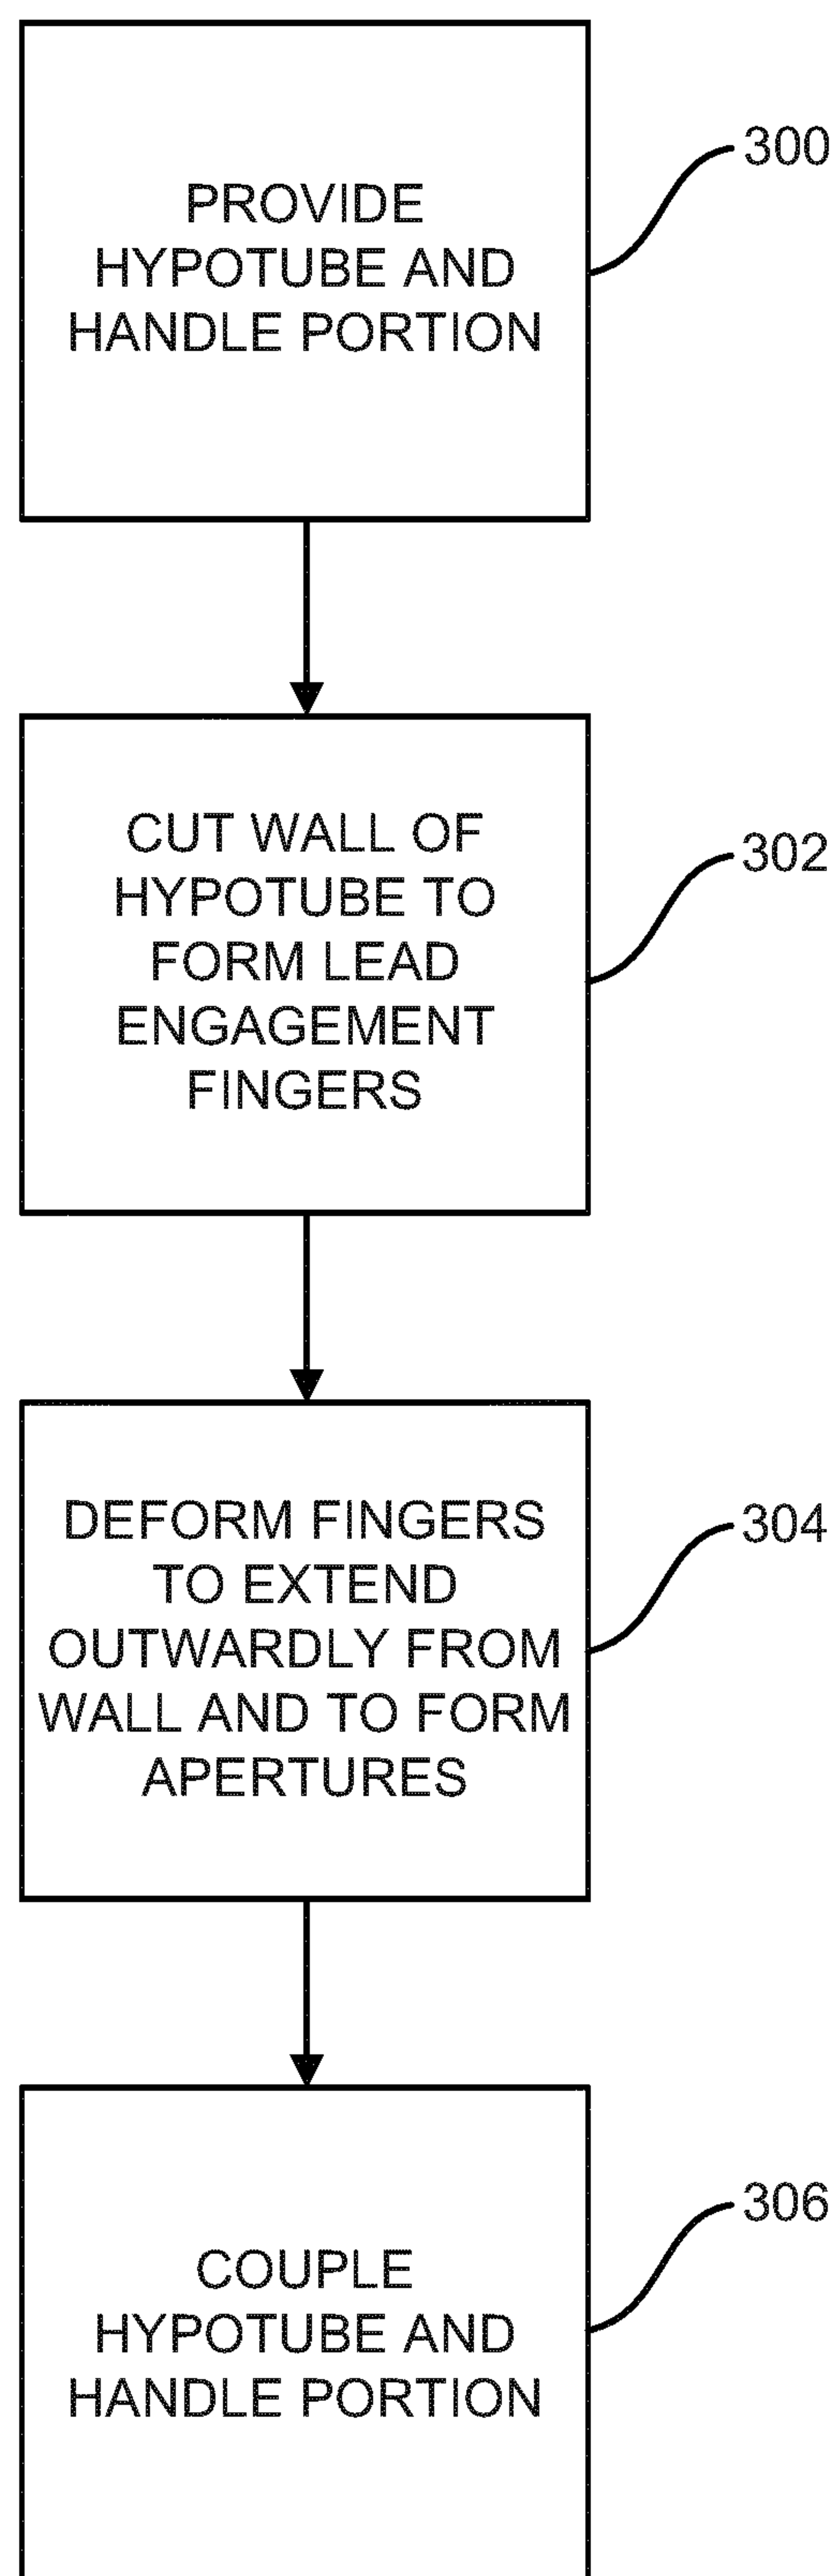 PROVIDE
HYPOTUBE AND
HANDLE PORTION
300
CUT WALL OF
HYPOTUBE TO
FORM LEAD
ENGAGEMENT
FINGERS
302
DEFORM FINGERS
TO EXTEND
OUTWARDLY FROM
WALL AND TO FORM
APERTURES
304
COUPLE
HYPOTUBE AND
HANDLE PORTION
306